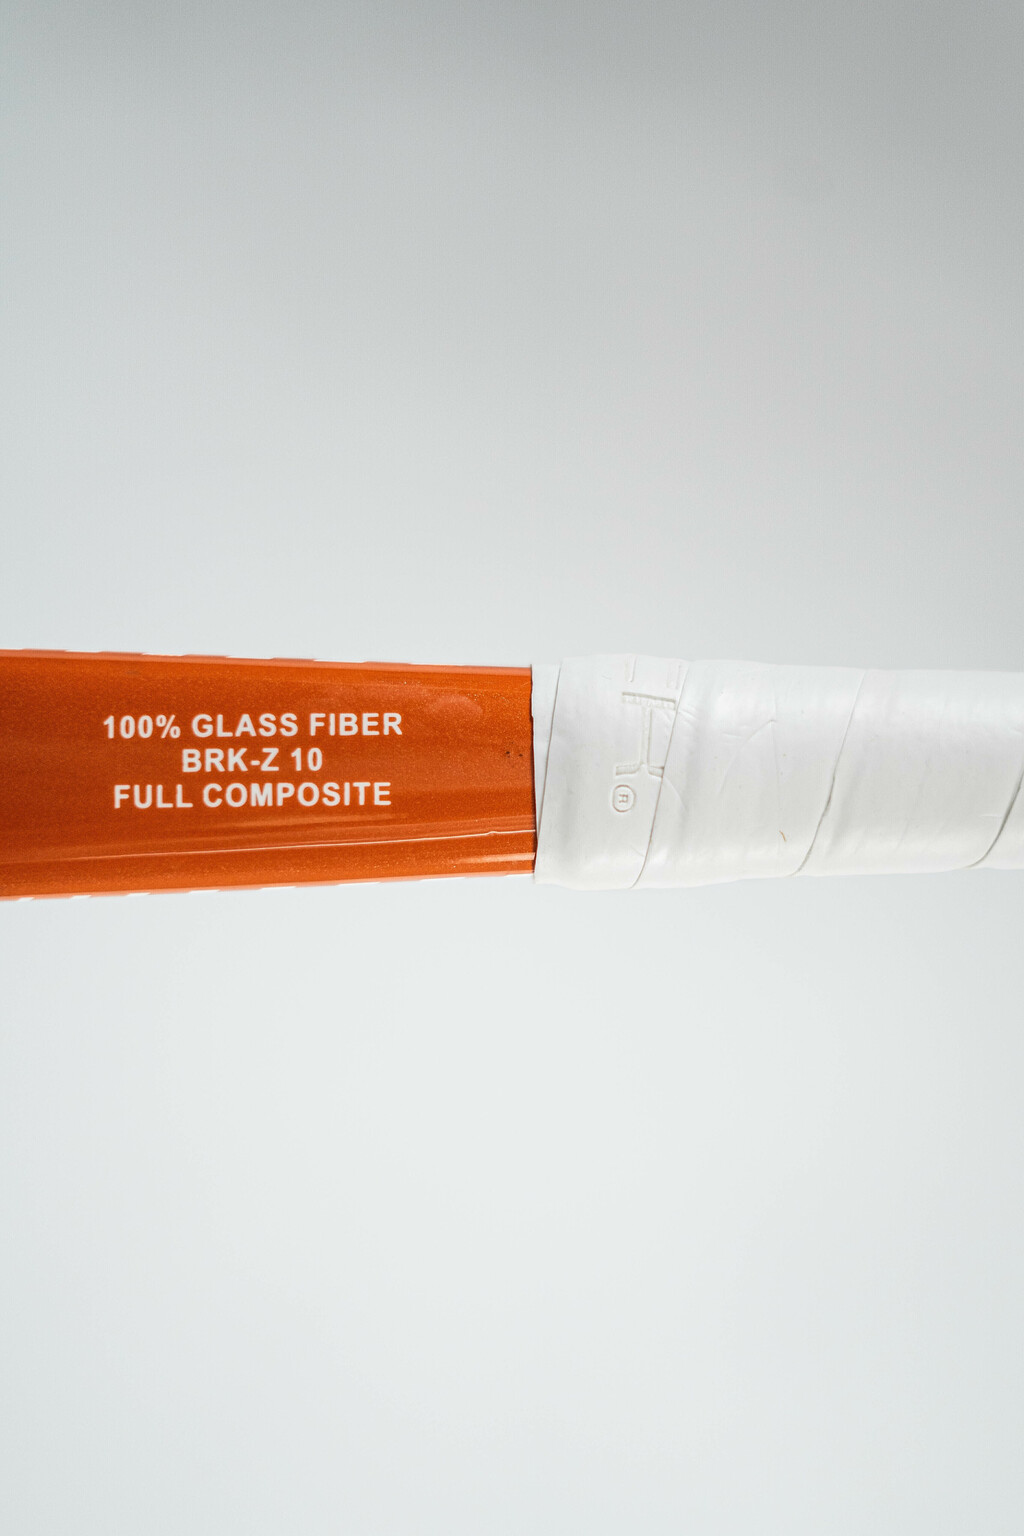 100% GLASS FIBER
BRK-Z 10
FULL COMPOSITE
®